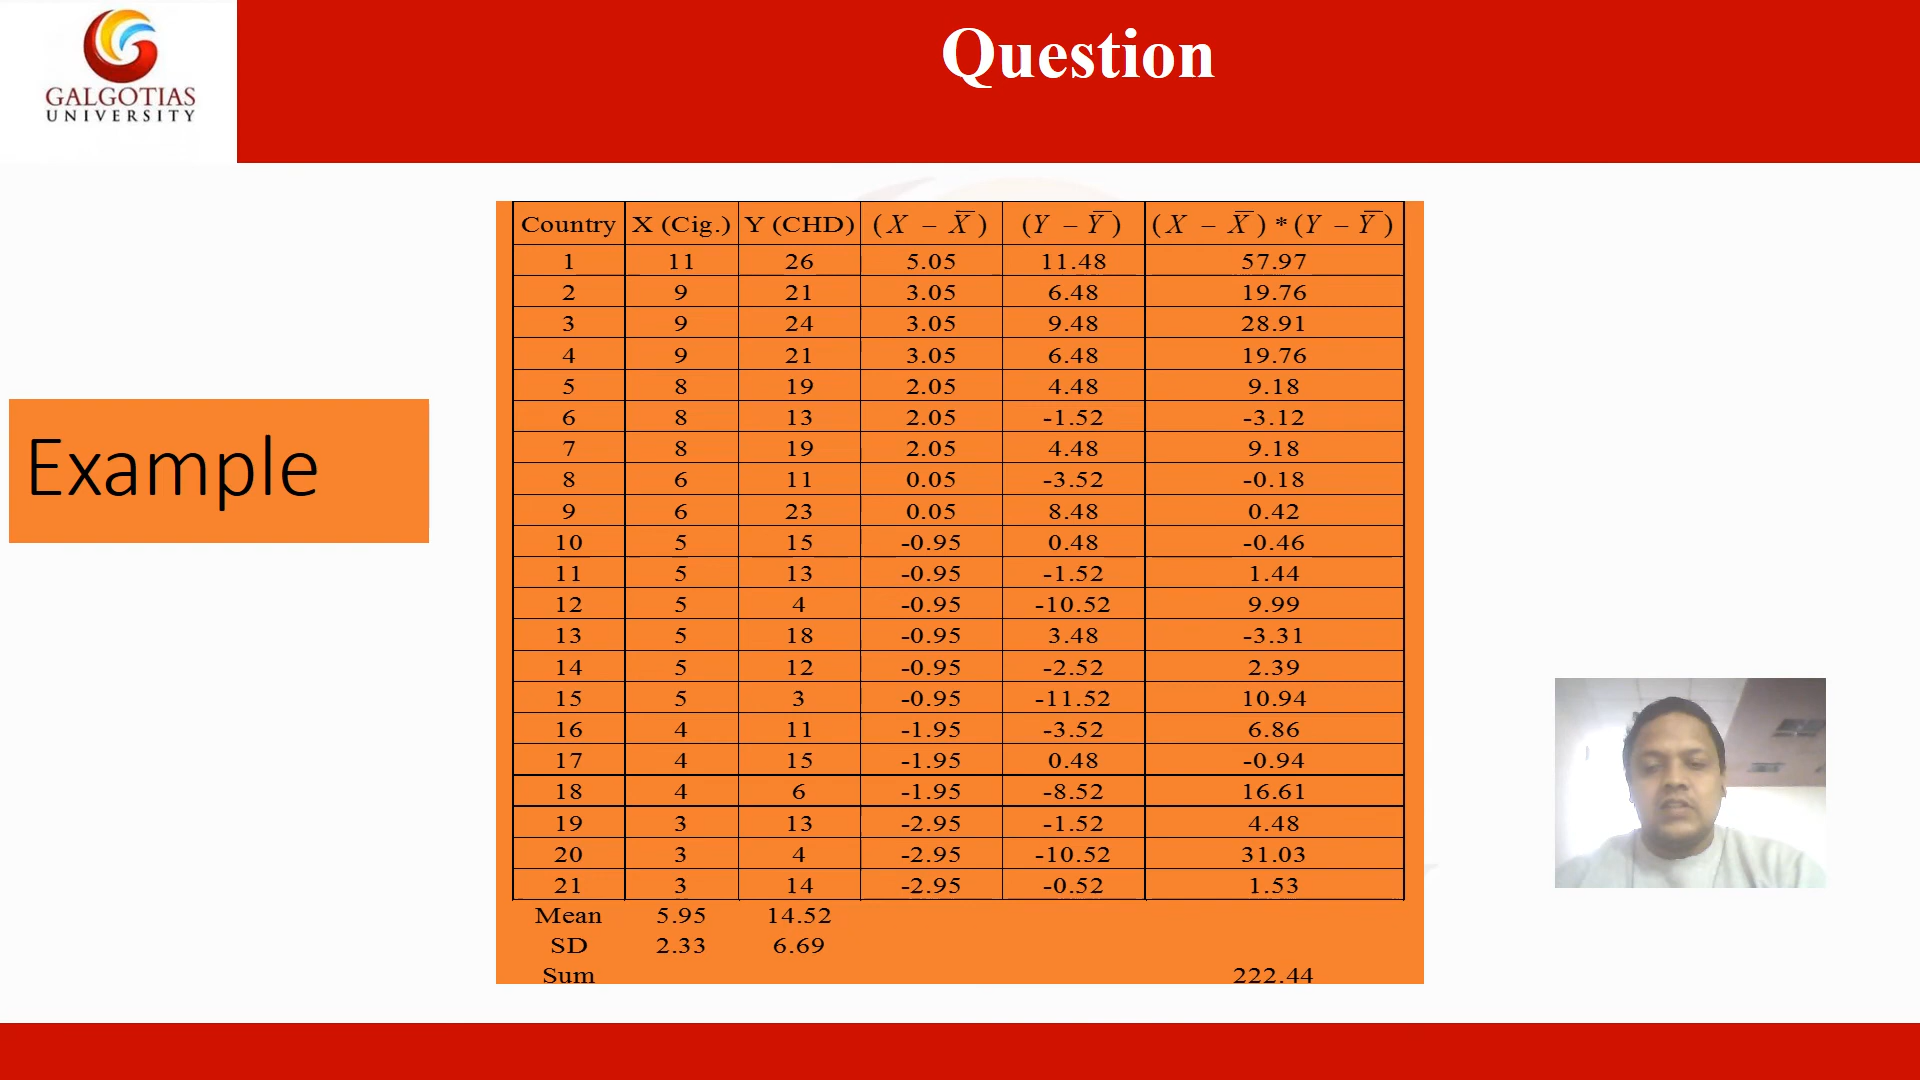 GALGOTIAS
UNIVERSITY
Question
Example
Country X (Cig.) Y (CHD) (X − X̅) (Y − Y̅) (X − X̅) * (Y − Y̅)
1 11 26 5.05 11.48 57.97
2 9 21 3.05 6.48 19.76
3 9 24 3.05 9.48 28.91
4 9 21 3.05 6.48 19.76
5 8 19 2.05 4.48 9.18
6 8 13 2.05 -1.52 -3.12
7 8 19 2.05 4.48 9.18
8 6 11 0.05 -3.52 -0.18
9 6 23 0.05 8.48 0.42
10 5 15 -0.95 0.48 -0.46
11 5 13 -0.95 -1.52 1.44
12 5 4 -0.95 -10.52 9.99
13 5 18 -0.95 3.48 -3.31
14 5 12 -0.95 -2.52 2.39
15 5 3 -0.95 -11.52 10.94
16 4 11 -1.95 -3.52 6.86
17 4 15 -1.95 0.48 -0.94
18 4 6 -1.95 -8.52 16.61
19 3 13 -2.95 -1.52 4.48
20 3 4 -2.95 -10.52 31.03
21 3 14 -2.95 -0.52 1.53
Mean 5.95 14.52
SD 2.33 6.69
Sum 222.44